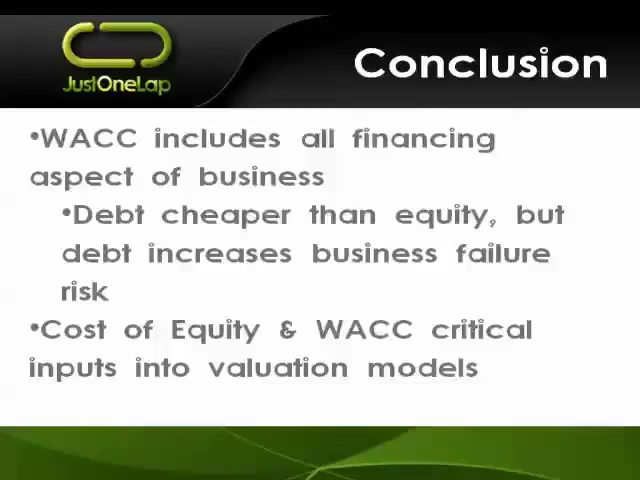 JustOneLap
Conclusion
•WACC includes all financing
aspect of business
•Debt cheaper than equity, but
debt increases business failure
risk
•Cost of Equity & WACC critical
inputs into valuation models